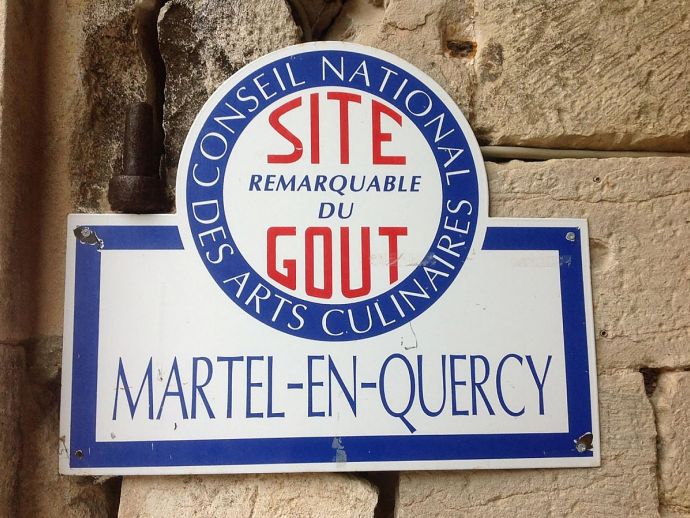 CONSEIL NATIONAL
DES ARTS CULINAIRES
SITE
REMARQUABLE
DU
GOUT
MARTEL-EN-QUERCY